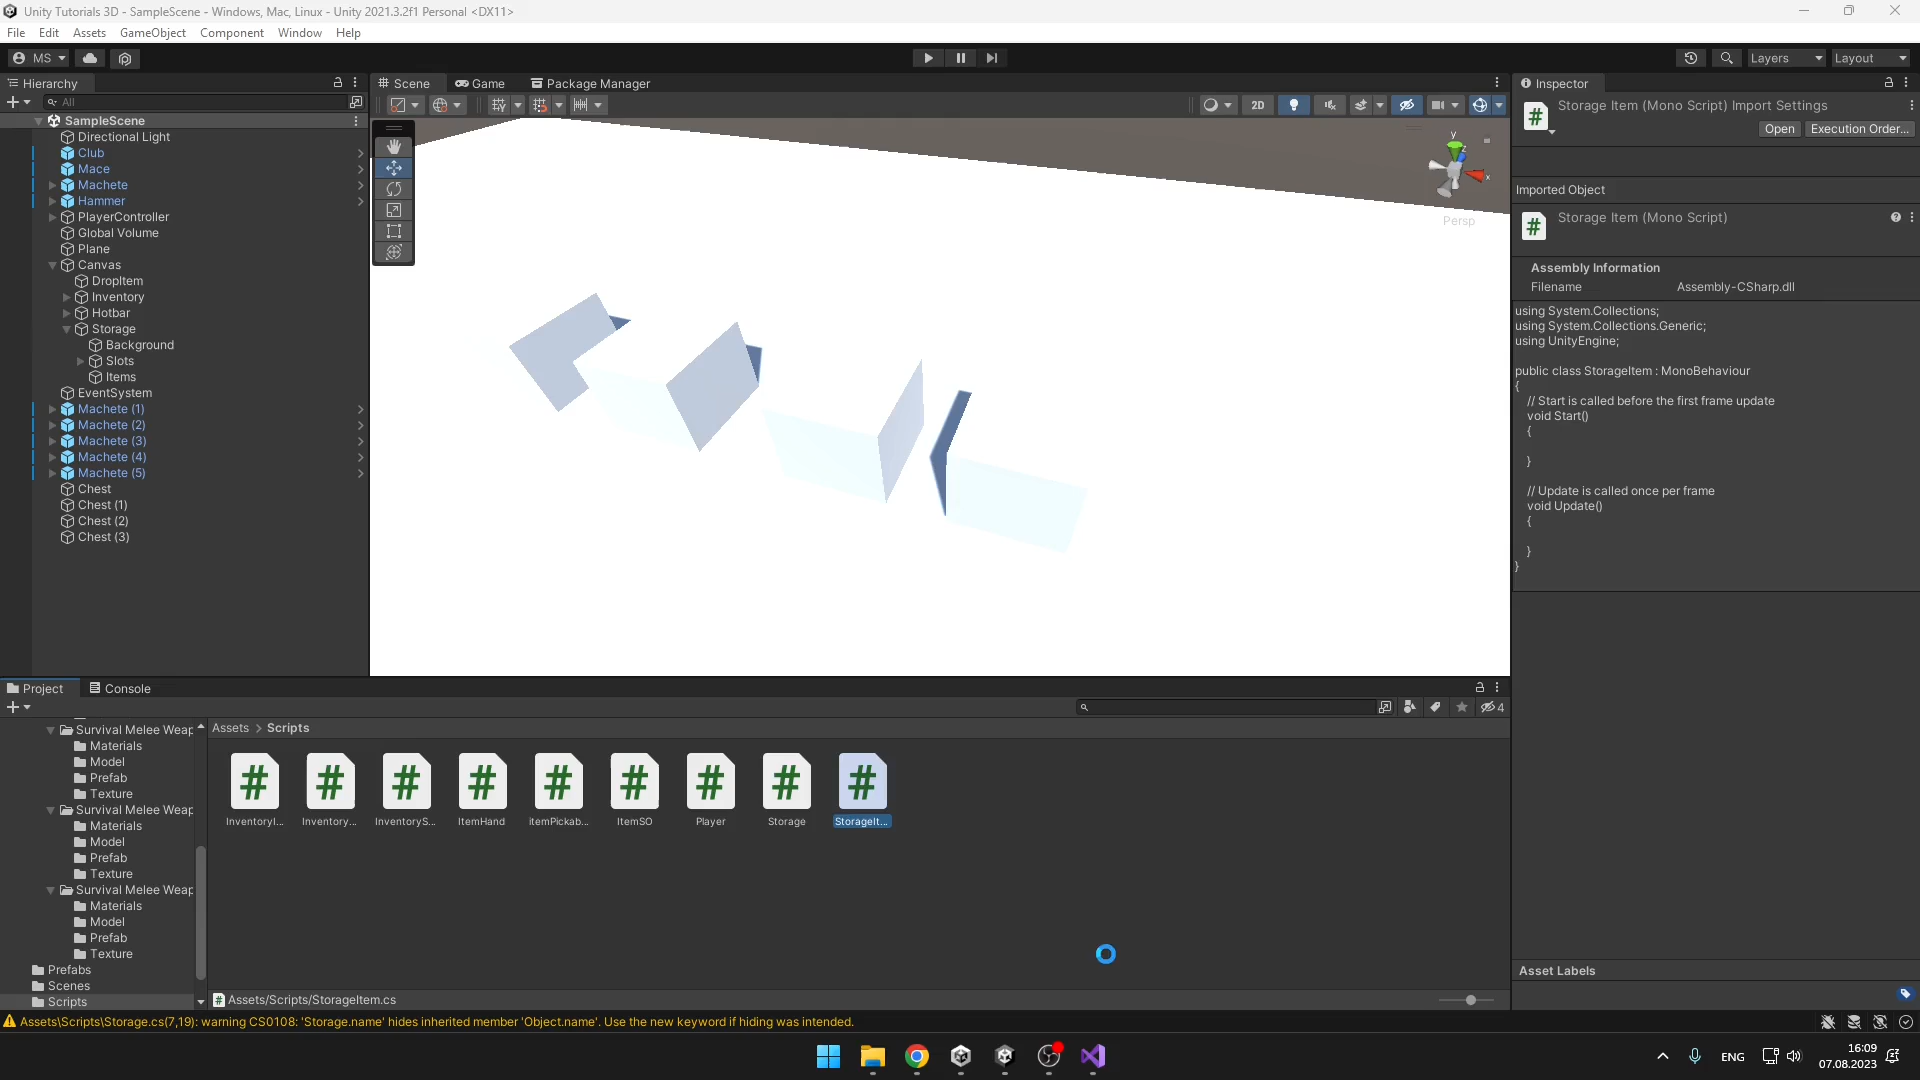 Unity Tutorials 3D - SampleScene - Windows, Mac, Linux - Unity 2021.3.2f1 Personal <DX11>
File Edit Assets GameObject Component Window Help
MS Layers Layout
Hierarchy
All
SampleScene
Directional Light
Club
Mace
Machete
Hammer
PlayerController
Global Volume
Plane
Canvas
DropItem
Inventory
Hotbar
Storage
Background
Slots
Items
EventSystem
Machete (1)
Machete (2)
Machete (3)
Machete (4)
Machete (5)
Chest
Chest (1)
Chest (2)
Chest (3)
Scene Game Package Manager
2D
y
z
x
Persp
Inspector
Storage Item (Mono Script) Import Settings
Open Execution Order...
Imported Object
Storage Item (Mono Script)
Assembly Information
Filename Assembly-CSharp.dll
using System.Collections;
using System.Collections.Generic;
using UnityEngine;
public class StorageItem : MonoBehaviour
{
// Start is called before the first frame update
void Start()
{
}
// Update is called once per frame
void Update()
{
}
}
Asset Labels
Project Console
4
Survival Melee Weap
Materials
Model
Prefab
Texture
Survival Melee Weap
Materials
Model
Prefab
Texture
Survival Melee Weap
Materials
Model
Prefab
Texture
Prefabs
Scenes
Scripts
Assets > Scripts
InventoryI... Inventory... InventoryS... ItemHand itemPickab... ItemSO Player Storage StorageIt...
Assets/Scripts/StorageItem.cs
Assets\Scripts\Storage.cs(7,19): warning CS0108: 'Storage.name' hides inherited member 'Object.name'. Use the new keyword if hiding was intended.
ENG
16:09
07.08.2023